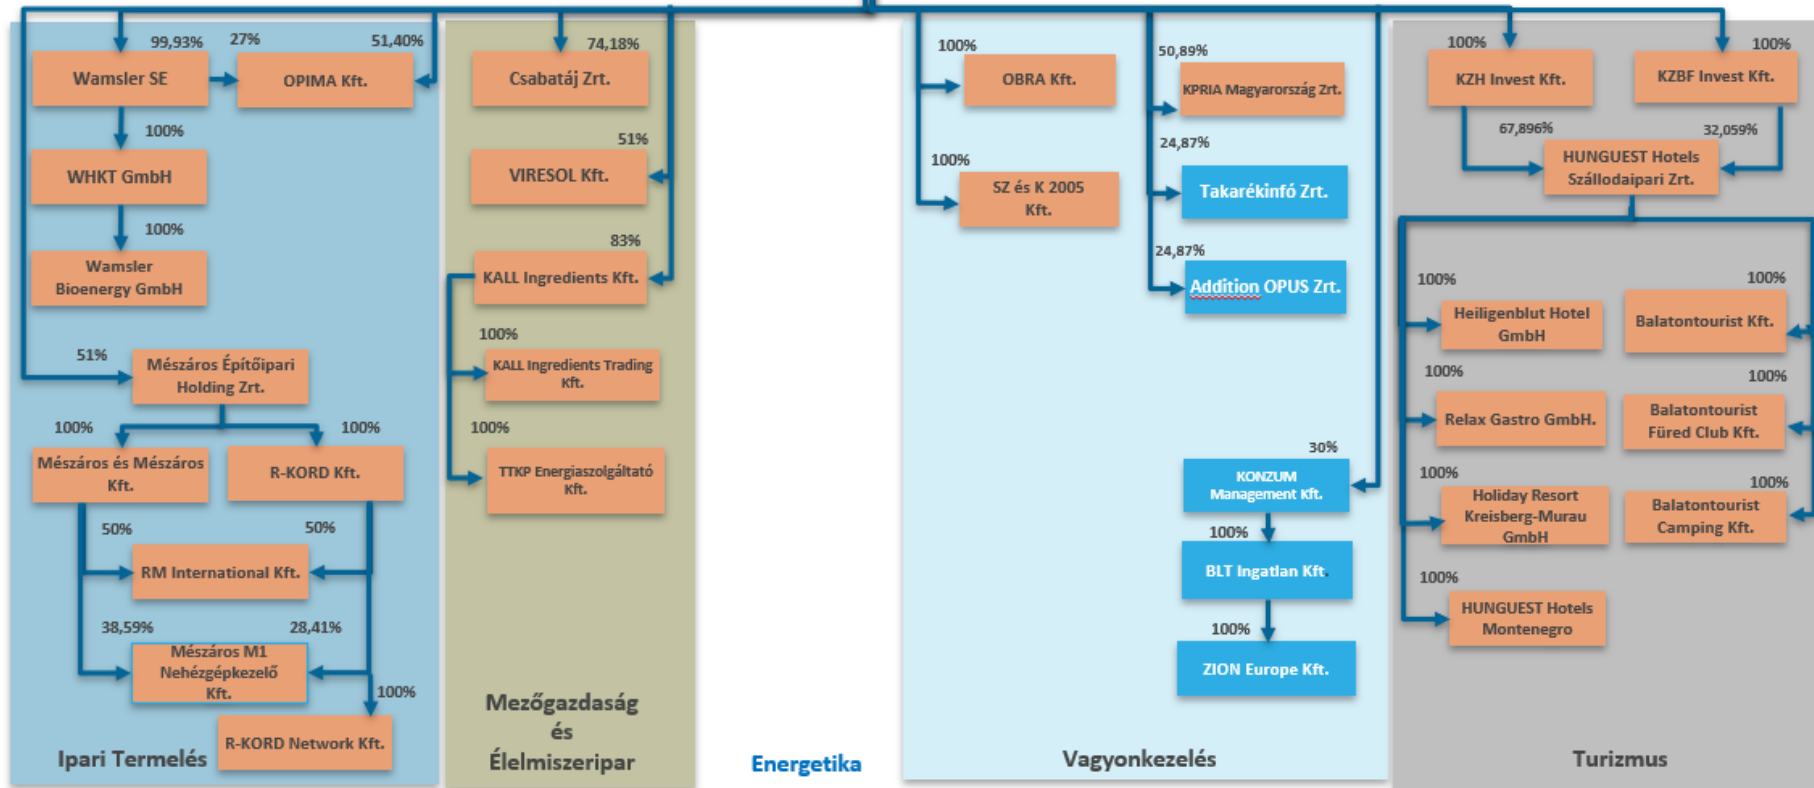 99,93%
27%
51,40%
Wamsler SE
OPIMA Kft.
100%
WHKT GmbH
100%
Wamsler
Bioenergy GmbH
51%
Mészáros Építőipari
Holding Zrt.
100%
100%
Mészáros és Mészáros
Kft.
R-KORD Kft.
50%
50%
RM International Kft.
38,59%
28,41%
Mészáros M1
Nehézgépkezelő
Kft.
100%
R-KORD Network Kft.
Ipari Termelés
74,18%
Csabatáj Zrt.
51%
VIRESOL Kft.
83%
KALL Ingredients Kft.
100%
KALL Ingredients Trading
Kft.
100%
TTKP Energiaszolgáltató
Kft.
Mezőgazdaság
és
Élelmiszeripar
Energetika
100%
OBRA Kft.
100%
SZ és K 2005
Kft.
50,89%
KPRIA Magyarország Zrt.
24,87%
Takarékinfó Zrt.
24,87%
Addition OPUS Zrt.
30%
KONZUM
Management Kft.
100%
BLT Ingatlan Kft.
100%
ZION Europe Kft.
Vagyonkezelés
100%
KZH Invest Kft.
100%
KZBF Invest Kft.
67,896%
32,059%
HUNGUEST Hotels
Szállodaipari Zrt.
100%
Heiligenblut Hotel
GmbH
100%
Balatontourist Kft.
100%
Relax Gastro GmbH.
100%
Balatontourist
Füred Club Kft.
100%
Holiday Resort
Kreisberg-Murau
GmbH
100%
Balatontourist
Camping Kft.
100%
HUNGUEST Hotels
Montenegro
Turizmus